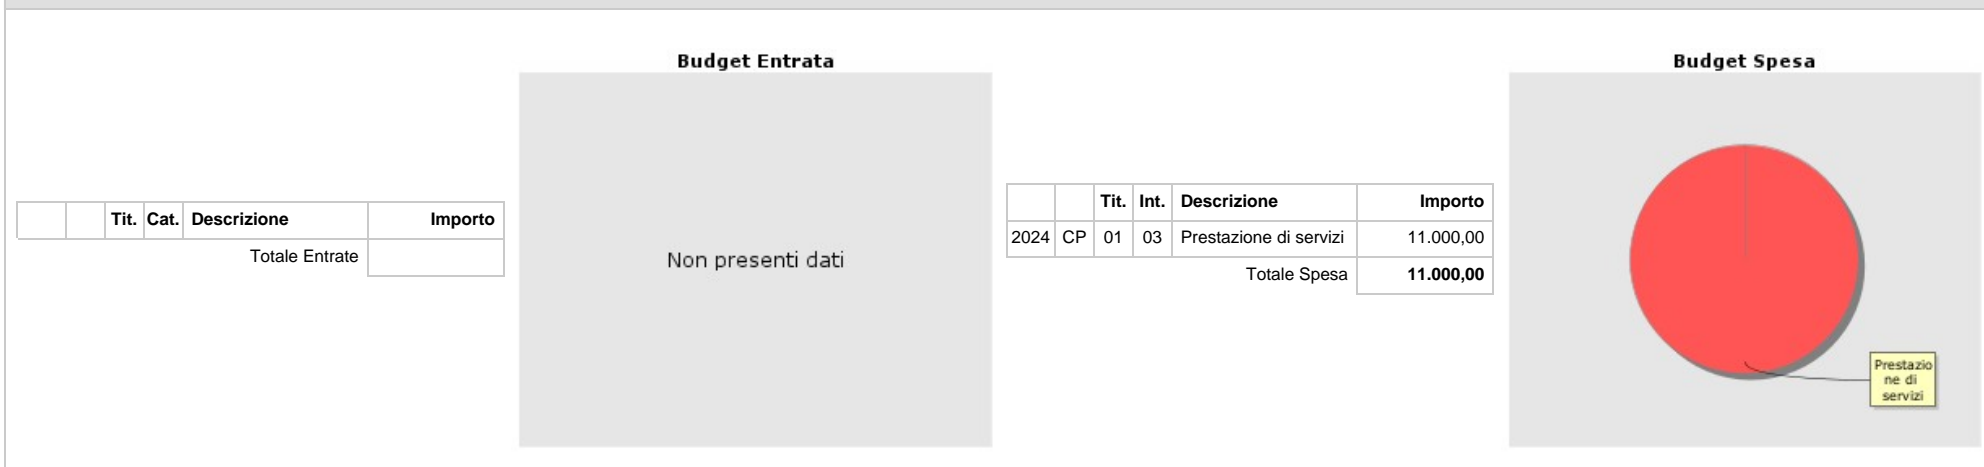 Budget Entrata
Tit. Cat. Descrizione Importo
Totale Entrate
Non presenti dati
Tit. Int. Descrizione Importo
2024 CP 01 03 Prestazione di servizi 11.000,00
Totale Spesa 11.000,00
Budget Spesa
Prestazio
ne di
servizi